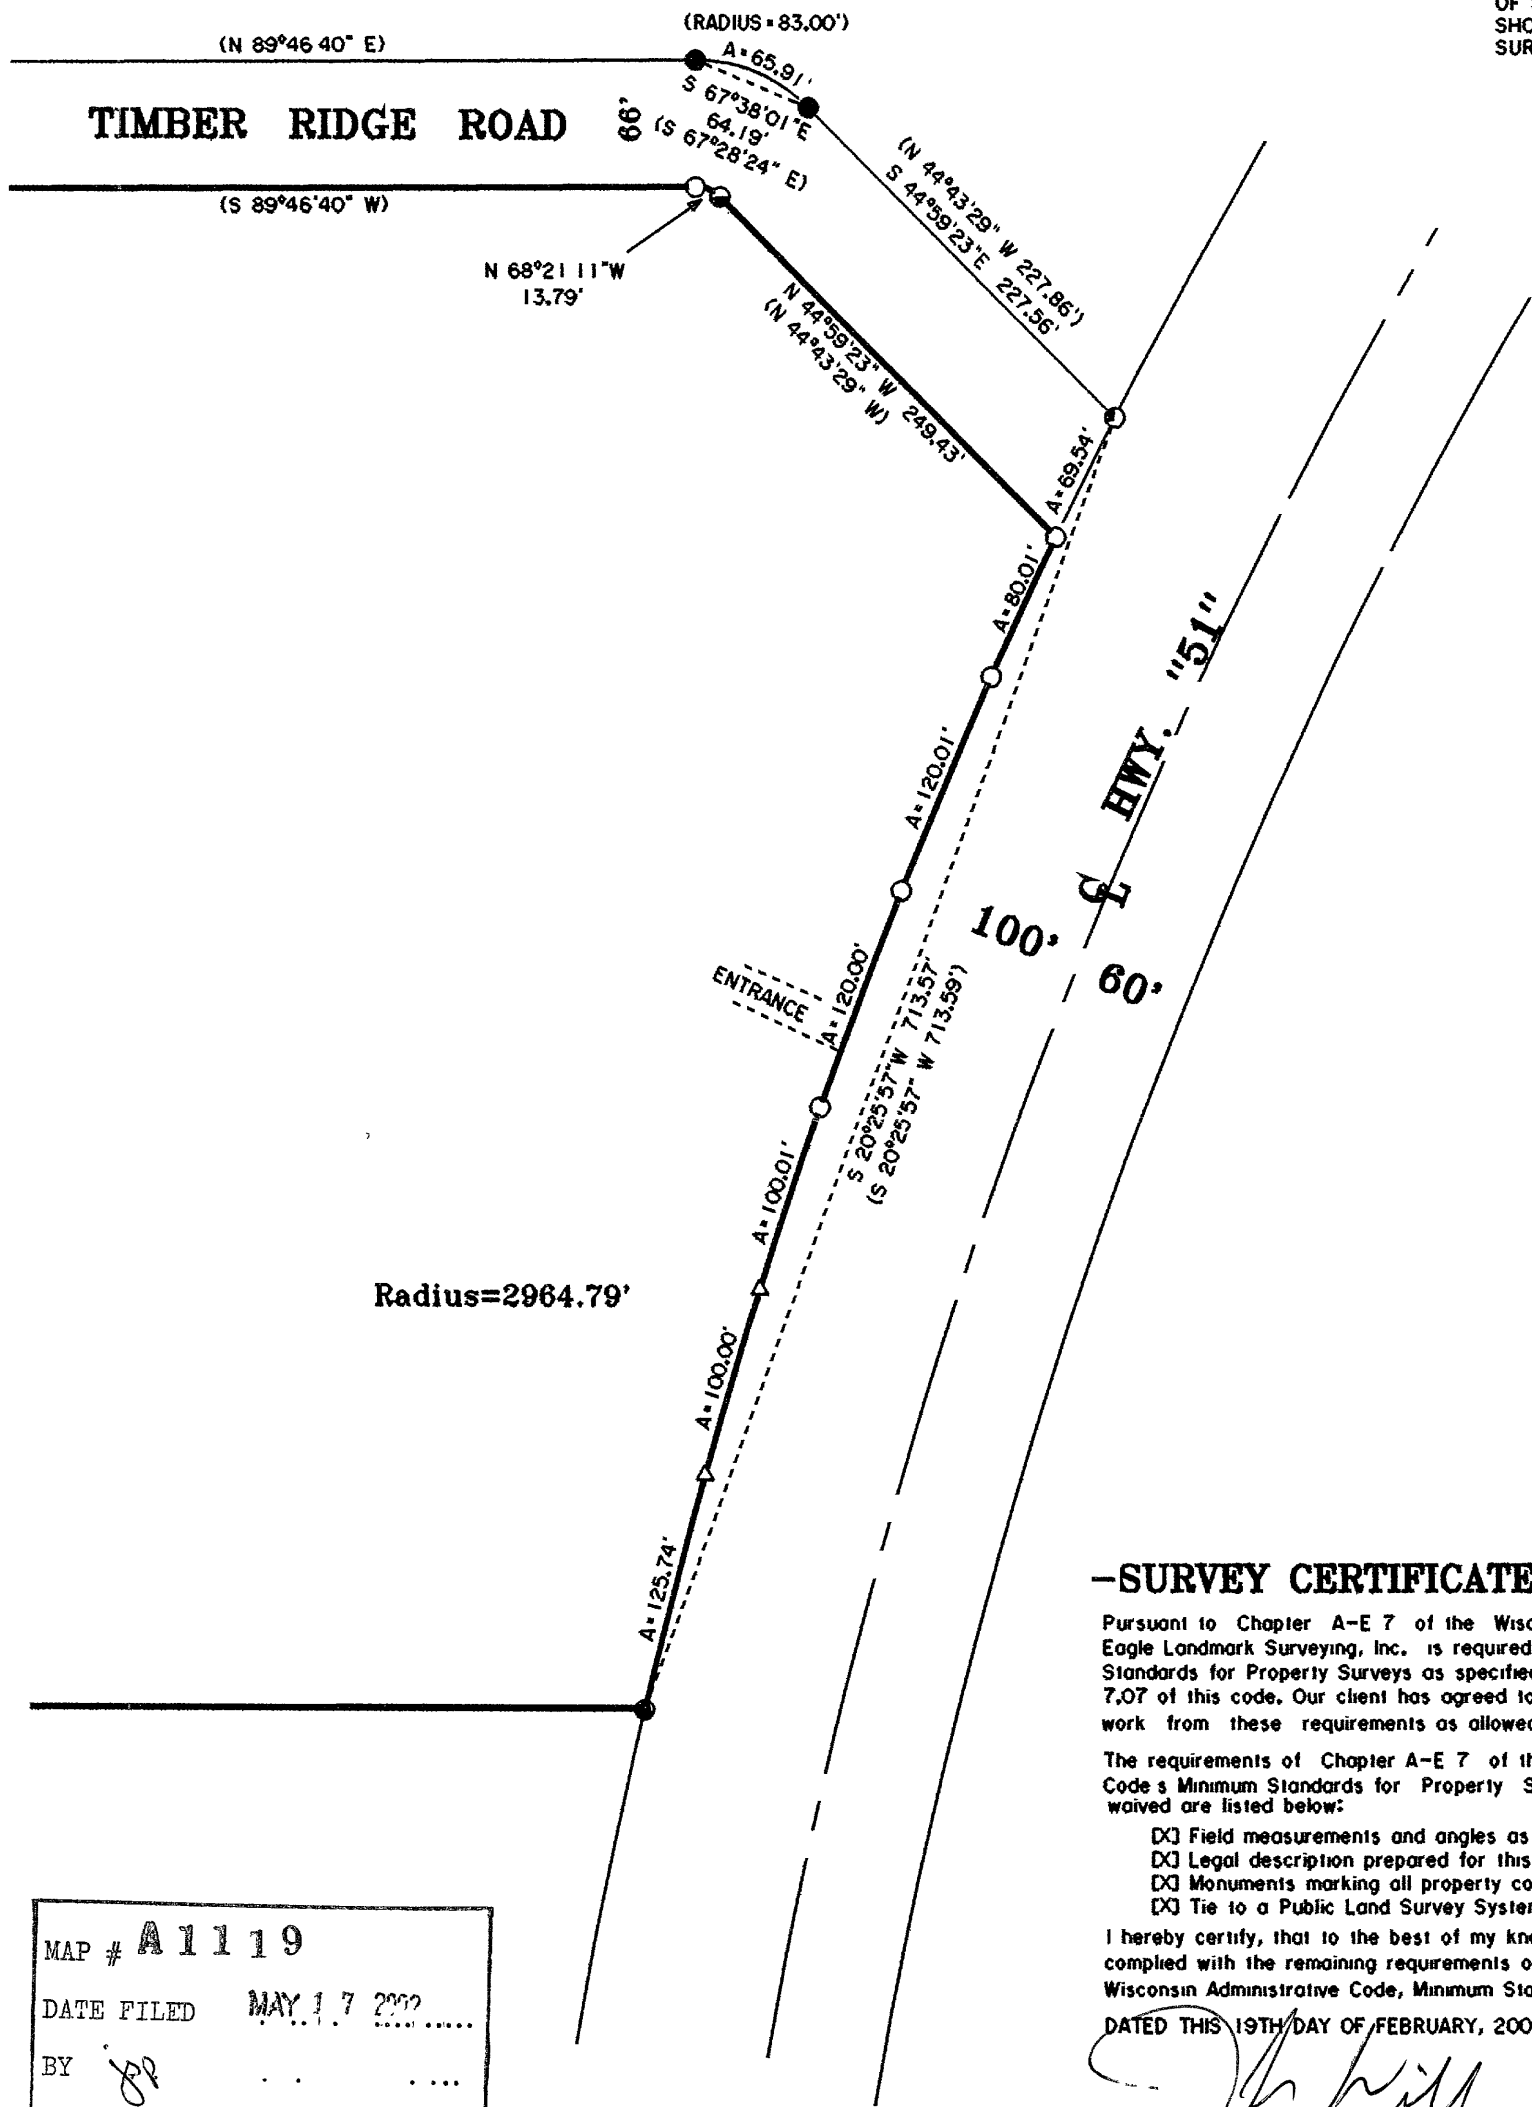 OF
SHO
SUR
(RADIUS=83.00')
(N 89°46'40" E)
A=65.91'
S 67°38'01"E
64.19'
(S 67°28'24" E)
TIMBER RIDGE ROAD
66'
(S 89°46'40" W)
N 68°21'11"W
13.79'
(N 44°43'29" W 227.86')
S 44°59'23"E 227.56'
N 44°59'23" W 249.43'
(N 44°43'29" W)
A=69.54'
A=80.01'
A=120.01'
HWY. "51"
CL
100'
60'
ENTRANCE
A=120.00'
S 20°25'57"W 713.57'
(S 20°25'57" W 713.59')
A=100.01'
Radius=2964.79'
A=100.00'
A=125.74'
-SURVEY CERTIFICATE
Pursuant to Chapter A-E 7 of the Wisc
Eagle Landmark Surveying, Inc. is required
Standards for Property Surveys as specified
7.07 of this code. Our client has agreed to
work from these requirements as allowed
The requirements of Chapter A-E 7 of th
Code s Minimum Standards for Property S
waived are listed below:
[X] Field measurements and angles as
[X] Legal description prepared for this
[X] Monuments marking all property co
[X] Tie to a Public Land Survey System
I hereby certify, that to the best of my kno
complied with the remaining requirements o
Wisconsin Administrative Code, Minimum Sta
DATED THIS 19TH DAY OF FEBRUARY, 200
MAP # A1119
DATE FILED MAY 17 2002
BY